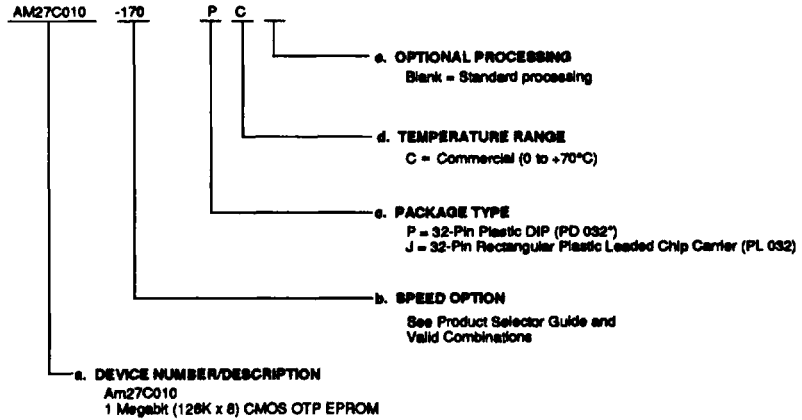 AM27C010 -170 P C
e. OPTIONAL PROCESSING
Blank = Standard processing
d. TEMPERATURE RANGE
C = Commercial (0 to +70°C)
c. PACKAGE TYPE
P = 32-Pin Plastic DIP (PD 032*)
J = 32-Pin Rectangular Plastic Leaded Chip Carrier (PL 032)
b. SPEED OPTION
See Product Selector Guide and
Valid Combinations
a. DEVICE NUMBER/DESCRIPTION
Am27C010
1 Megabit (128K x 8) CMOS OTP EPROM